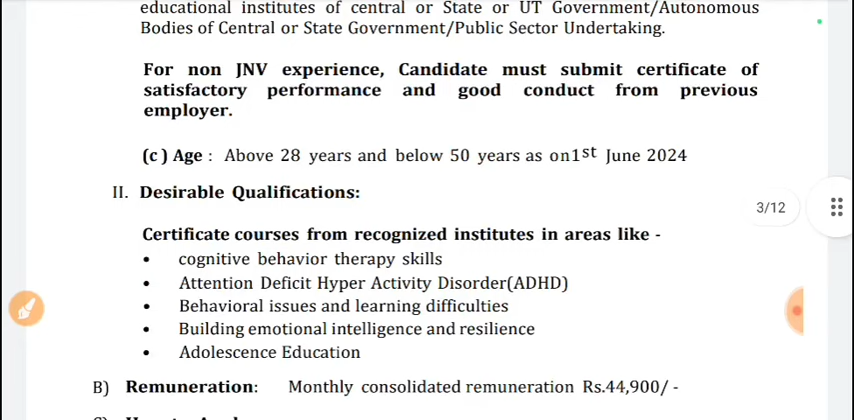 educational institutes of central or State or UT Government/Autonomous
Bodies of Central or State Government/Public Sector Undertaking.
For non JNV experience, Candidate must submit certificate of
satisfactory performance and good conduct from previous
employer.
(c) Age : Above 28 years and below 50 years as on1st June 2024
II. Desirable Qualifications:
3/12
Certificate courses from recognized institutes in areas like -
• cognitive behavior therapy skills
• Attention Deficit Hyper Activity Disorder(ADHD)
• Behavioral issues and learning difficulties
• Building emotional intelligence and resilience
• Adolescence Education
B) Remuneration: Monthly consolidated remuneration Rs.44,900/ -